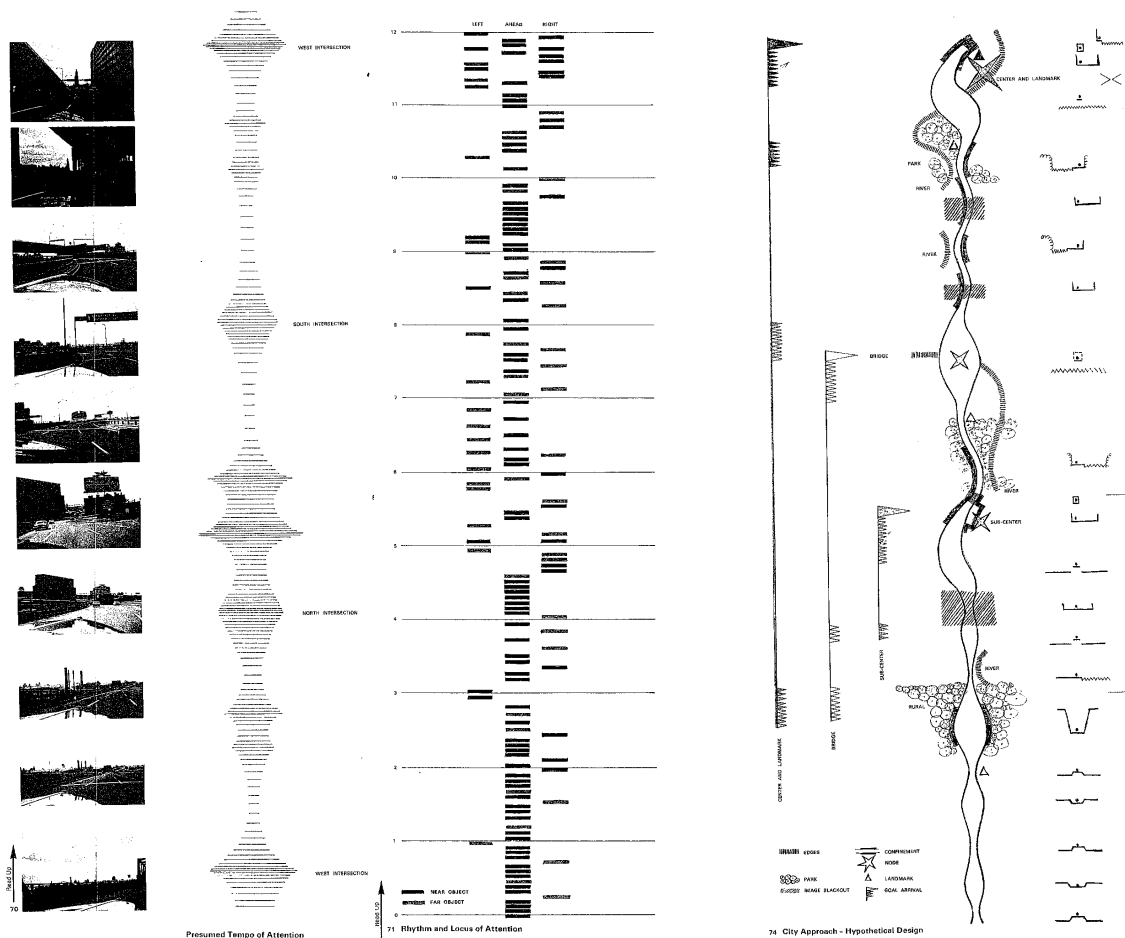 WEST INTERSECTION
SOUTH INTERSECTION
NORTH INTERSECTION
WEST INTERSECTION
Read Up
70
Presumed Tempo of Attention
LEFT
AHEAD
RIGHT
12
11
10
9
8
7
6
5
4
3
2
1
0
NEAR OBJECT
FAR OBJECT
Read Up
71 Rhythm and Locus of Attention
CENTER AND LANDMARK
PARK
RIVER
RIVER
BRIDGE
RIVER
SUB-CENTER
RIVER
RURAL
SUB-CENTER
BRIDGE
CENTER AND LANDMARK
EDGES
CONFINEMENT
NODE
PARK
LANDMARK
IMAGE BLACKOUT
GOAL ARRIVAL
74 City Approach - Hypothetical Design